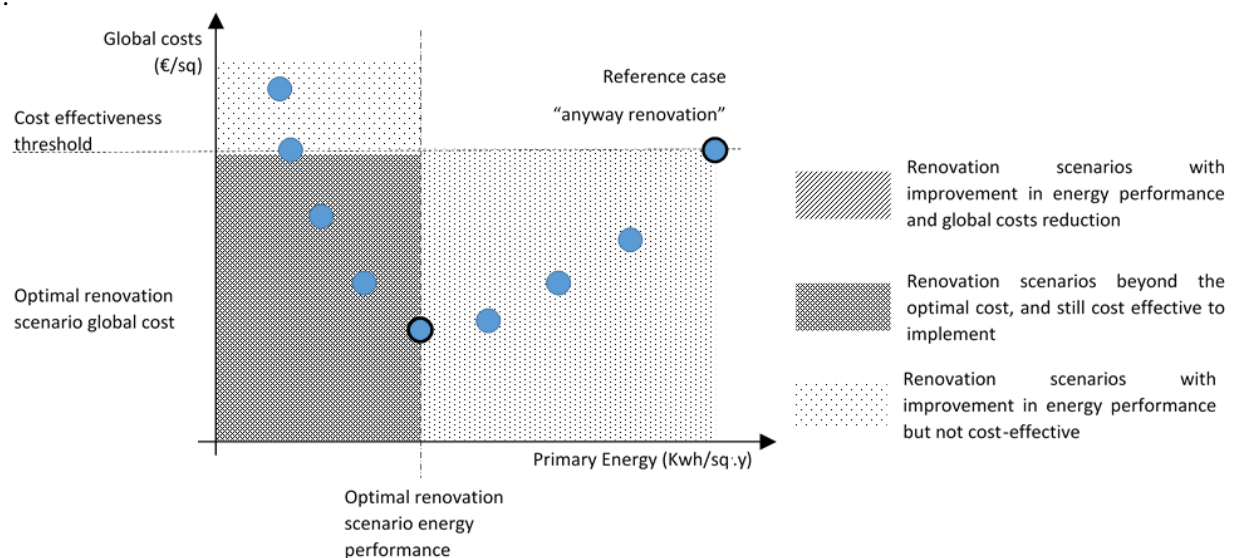 .
Global costs
(€/sq)
Reference case
“anyway renovation”
Cost effectiveness
threshold
Renovation scenarios with
improvement in energy performance
and global costs reduction
Optimal renovation
scenario global cost
Renovation scenarios beyond the
optimal cost, and still cost effective to
implement
Renovation scenarios with
improvement in energy performance
but not cost-effective
Primary Energy (Kwh/sq.y)
Optimal renovation
scenario energy
performance